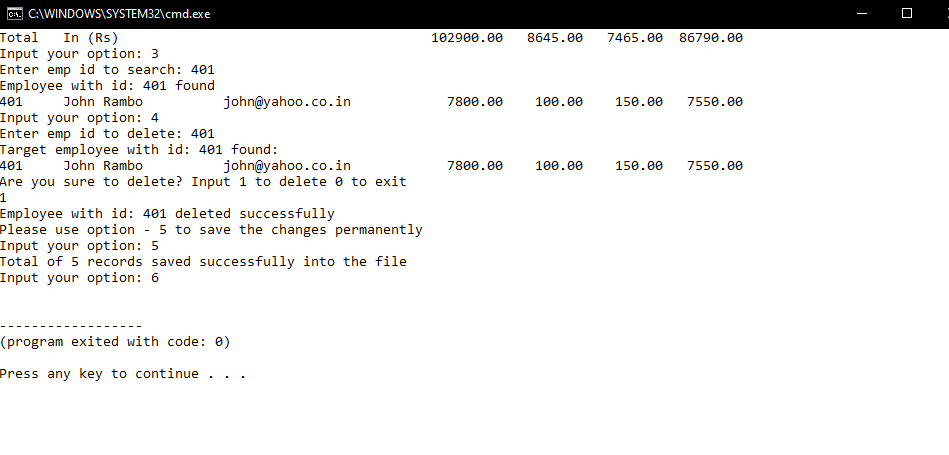 C:\WINDOWS\SYSTEM32\cmd.exe
Total   In (Rs)                                       102900.00   8645.00   7465.00  86790.00
Input your option: 3
Enter emp id to search: 401
Employee with id: 401 found
401     John Rambo          john@yahoo.co.in            7800.00    100.00    150.00   7550.00
Input your option: 4
Enter emp id to delete: 401
Target employee with id: 401 found:
401     John Rambo          john@yahoo.co.in            7800.00    100.00    150.00   7550.00
Are you sure to delete? Input 1 to delete 0 to exit
1
Employee with id: 401 deleted successfully
Please use option - 5 to save the changes permanently
Input your option: 5
Total of 5 records saved successfully into the file
Input your option: 6
------------------
(program exited with code: 0)
Press any key to continue . . .